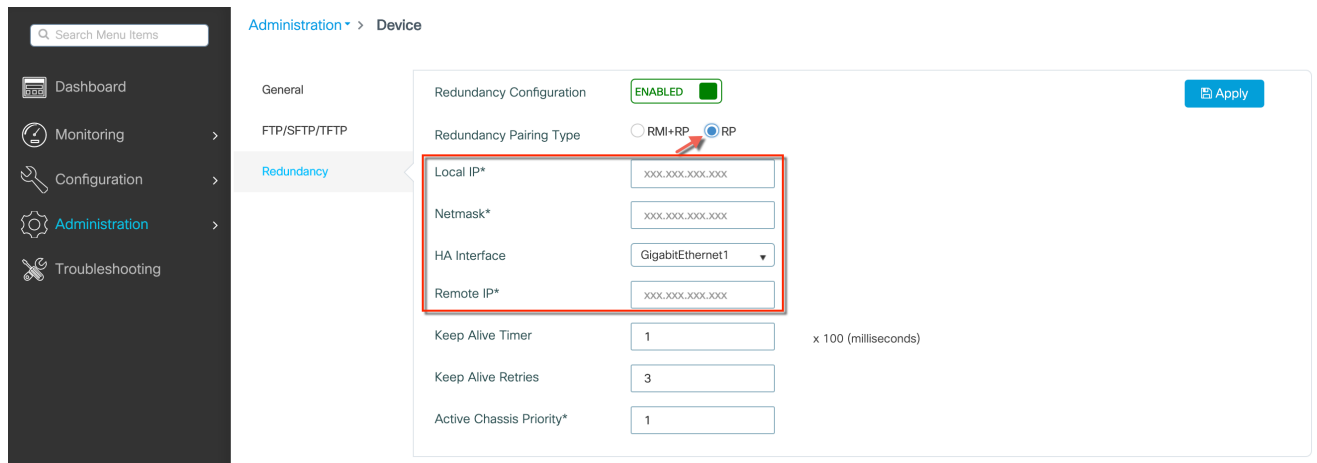 Search Menu Items
Dashboard
Monitoring
Configuration
Administration
Troubleshooting
Administration > Device
General
FTP/SFTP/TFTP
Redundancy
Redundancy Configuration ENABLED Apply
Redundancy Pairing Type RMI+RP RP
Local IP* xxx.xxx.xxx.xxx
Netmask* xxx.xxx.xxx.xxx
HA Interface GigabitEthernet1
Remote IP* xxx.xxx.xxx.xxx
Keep Alive Timer 1 x 100 (milliseconds)
Keep Alive Retries 3
Active Chassis Priority* 1